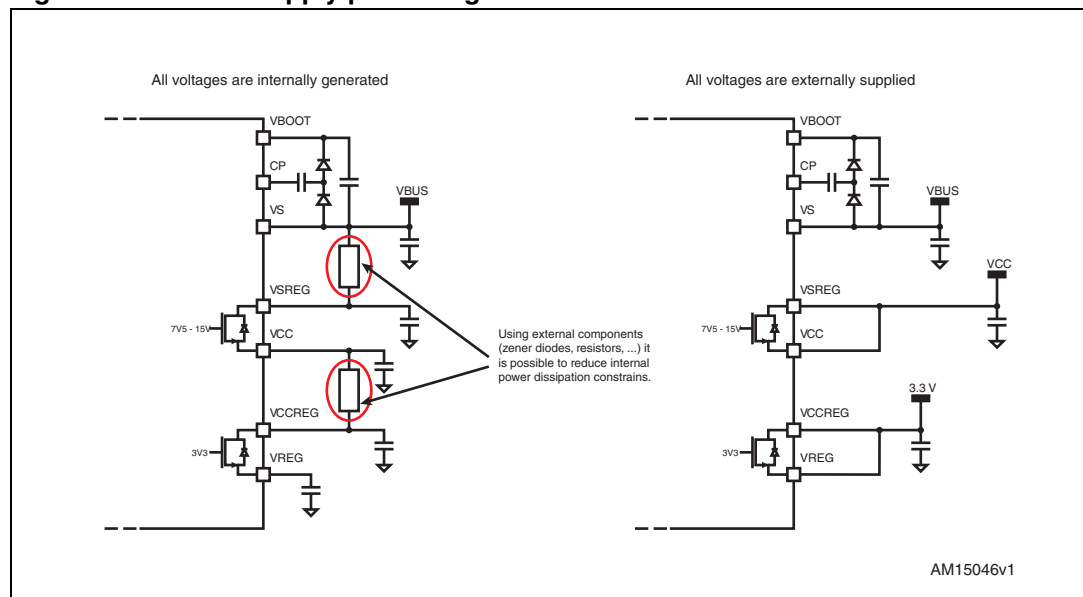 All voltages are internally generated
VBOOT
CP
VBUS
VS
VSREG
7V5 - 15V
VCC
Using external components
(zener diodes, resistors, ...) it
is possible to reduce internal
power dissipation constrains.
VCCREG
3V3
VREG
All voltages are externally supplied
VBOOT
CP
VBUS
VS
VCC
VSREG
7V5 - 15V
VCC
3.3 V
VCCREG
3V3
VREG
AM15046v1